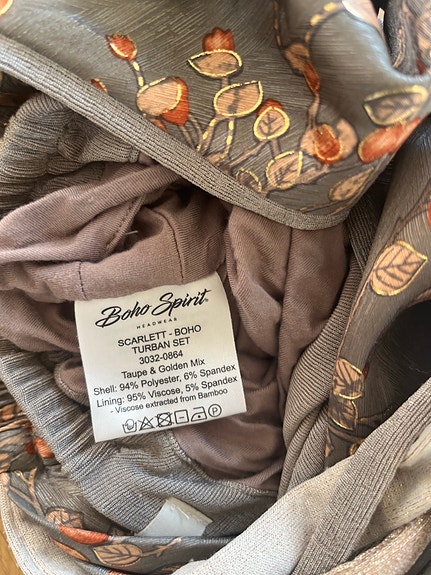 Boho Spirit
HEADWEAR
SCARLETT - BOHO
TURBAN SET
3032-0864
Taupe & Golden Mix
Shell: 94% Polyester, 6% Spandex
Lining: 95% Viscose, 5% Spandex
- Viscose extracted from Bamboo
P